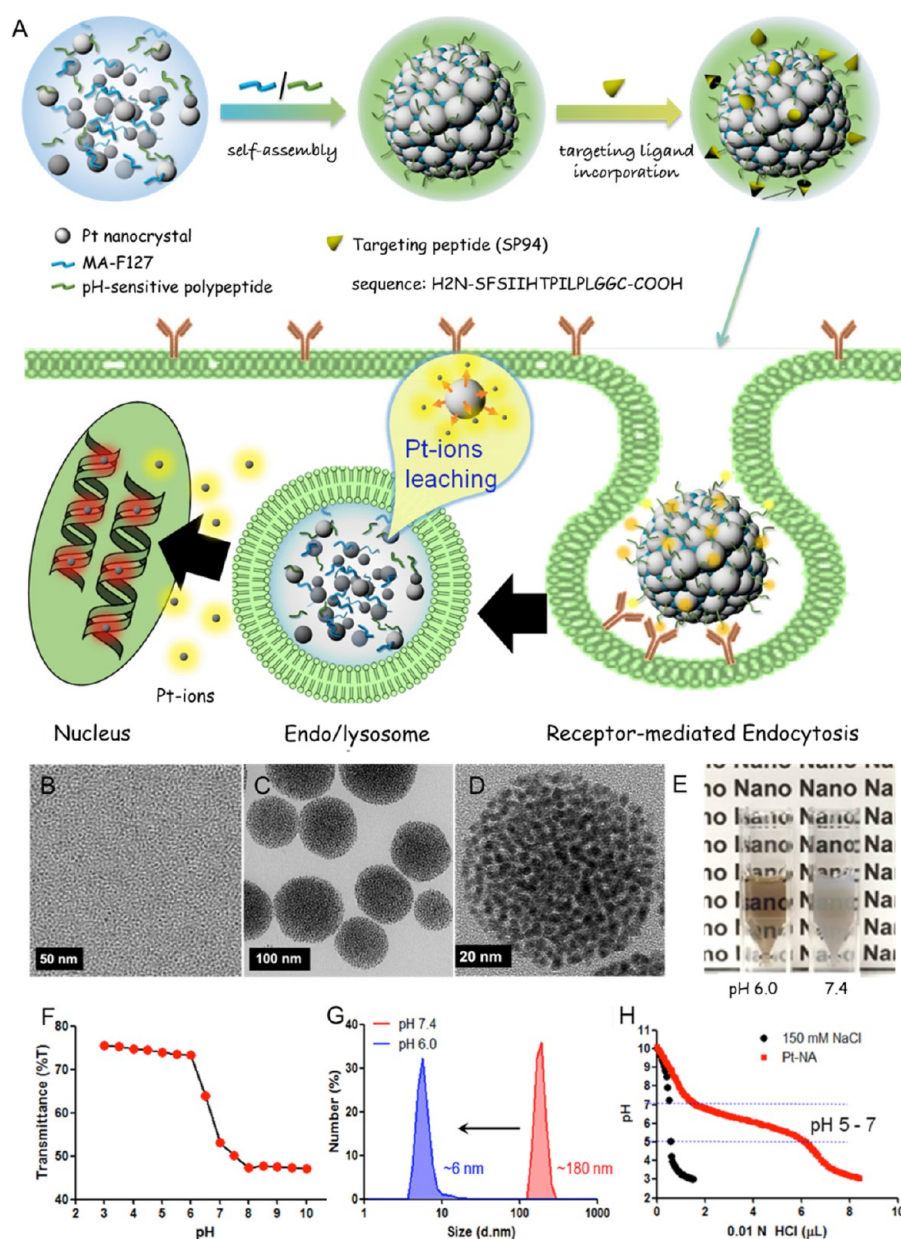 A
self-assembly
targeting ligand
incorporation
Pt nanocrystal
MA-F127
pH-sensitive polypeptide
Targeting peptide (SP94)
sequence: H2N-SFSIIHTPILPLGGC-COOH
Pt-ions
leaching
Pt-ions
Nucleus
Endo/lysosome
Receptor-mediated Endocytosis
B
50 nm
C
100 nm
D
20 nm
E
no Nano Nano Na
no Nano Nano Na
pH 6.0
7.4
F
80
70
60
50
40
Transmittance (%T)
2
3
4
5
6
7
8
9
10
pH
G
pH 7.4
pH 6.0
40
30
20
10
0
Number (%)
~6 nm
~180 nm
1
10
100
1000
Size (d.nm)
H
150 mM NaCl
Pt-NA
11
10
9
8
7
6
5
4
3
2
pH
pH 5 - 7
0
2
4
6
8
10
0.01 N HCl (µL)